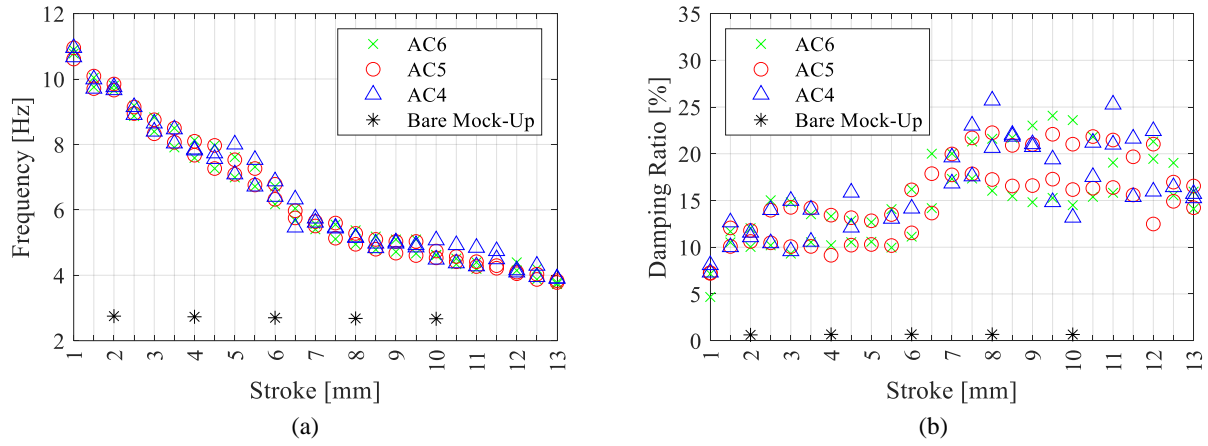 12
10
8
6
4
2
Frequency [Hz]
AC6
AC5
AC4
Bare Mock-Up
1 2 3 4 5 6 7 8 9 10 11 12 13
Stroke [mm]
(a)
35
30
25
20
15
10
5
0
Damping Ratio [%]
AC6
AC5
AC4
Bare Mock-Up
1 2 3 4 5 6 7 8 9 10 11 12 13
Stroke [mm]
(b)